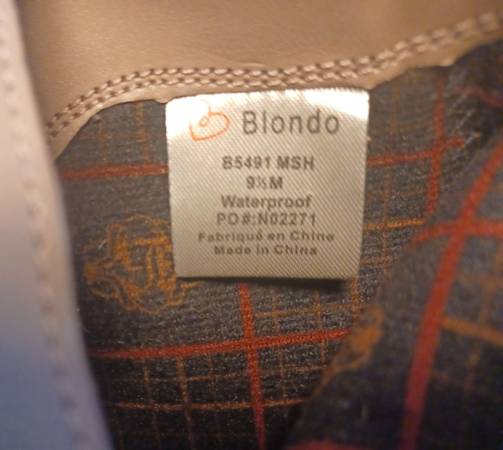 Blondo
B5491 MSH
9½M
Waterproof
PO#:N02271
Fabriqué en Chine
Made in China